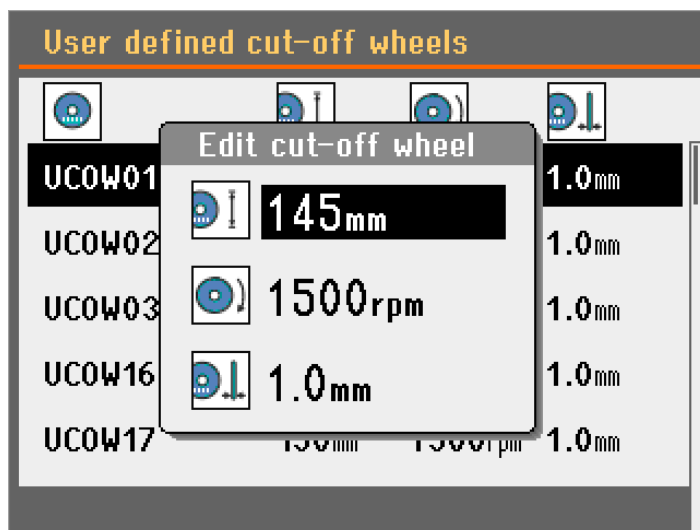 User defined cut-off wheels
Edit cut-off wheel
UCOW01 145mm 1.0mm
UCOW02 1.0mm
1500rpm
UCOW03 1.0mm
UCOW16 1.0mm 1.0mm
UCOW17 1.0mm